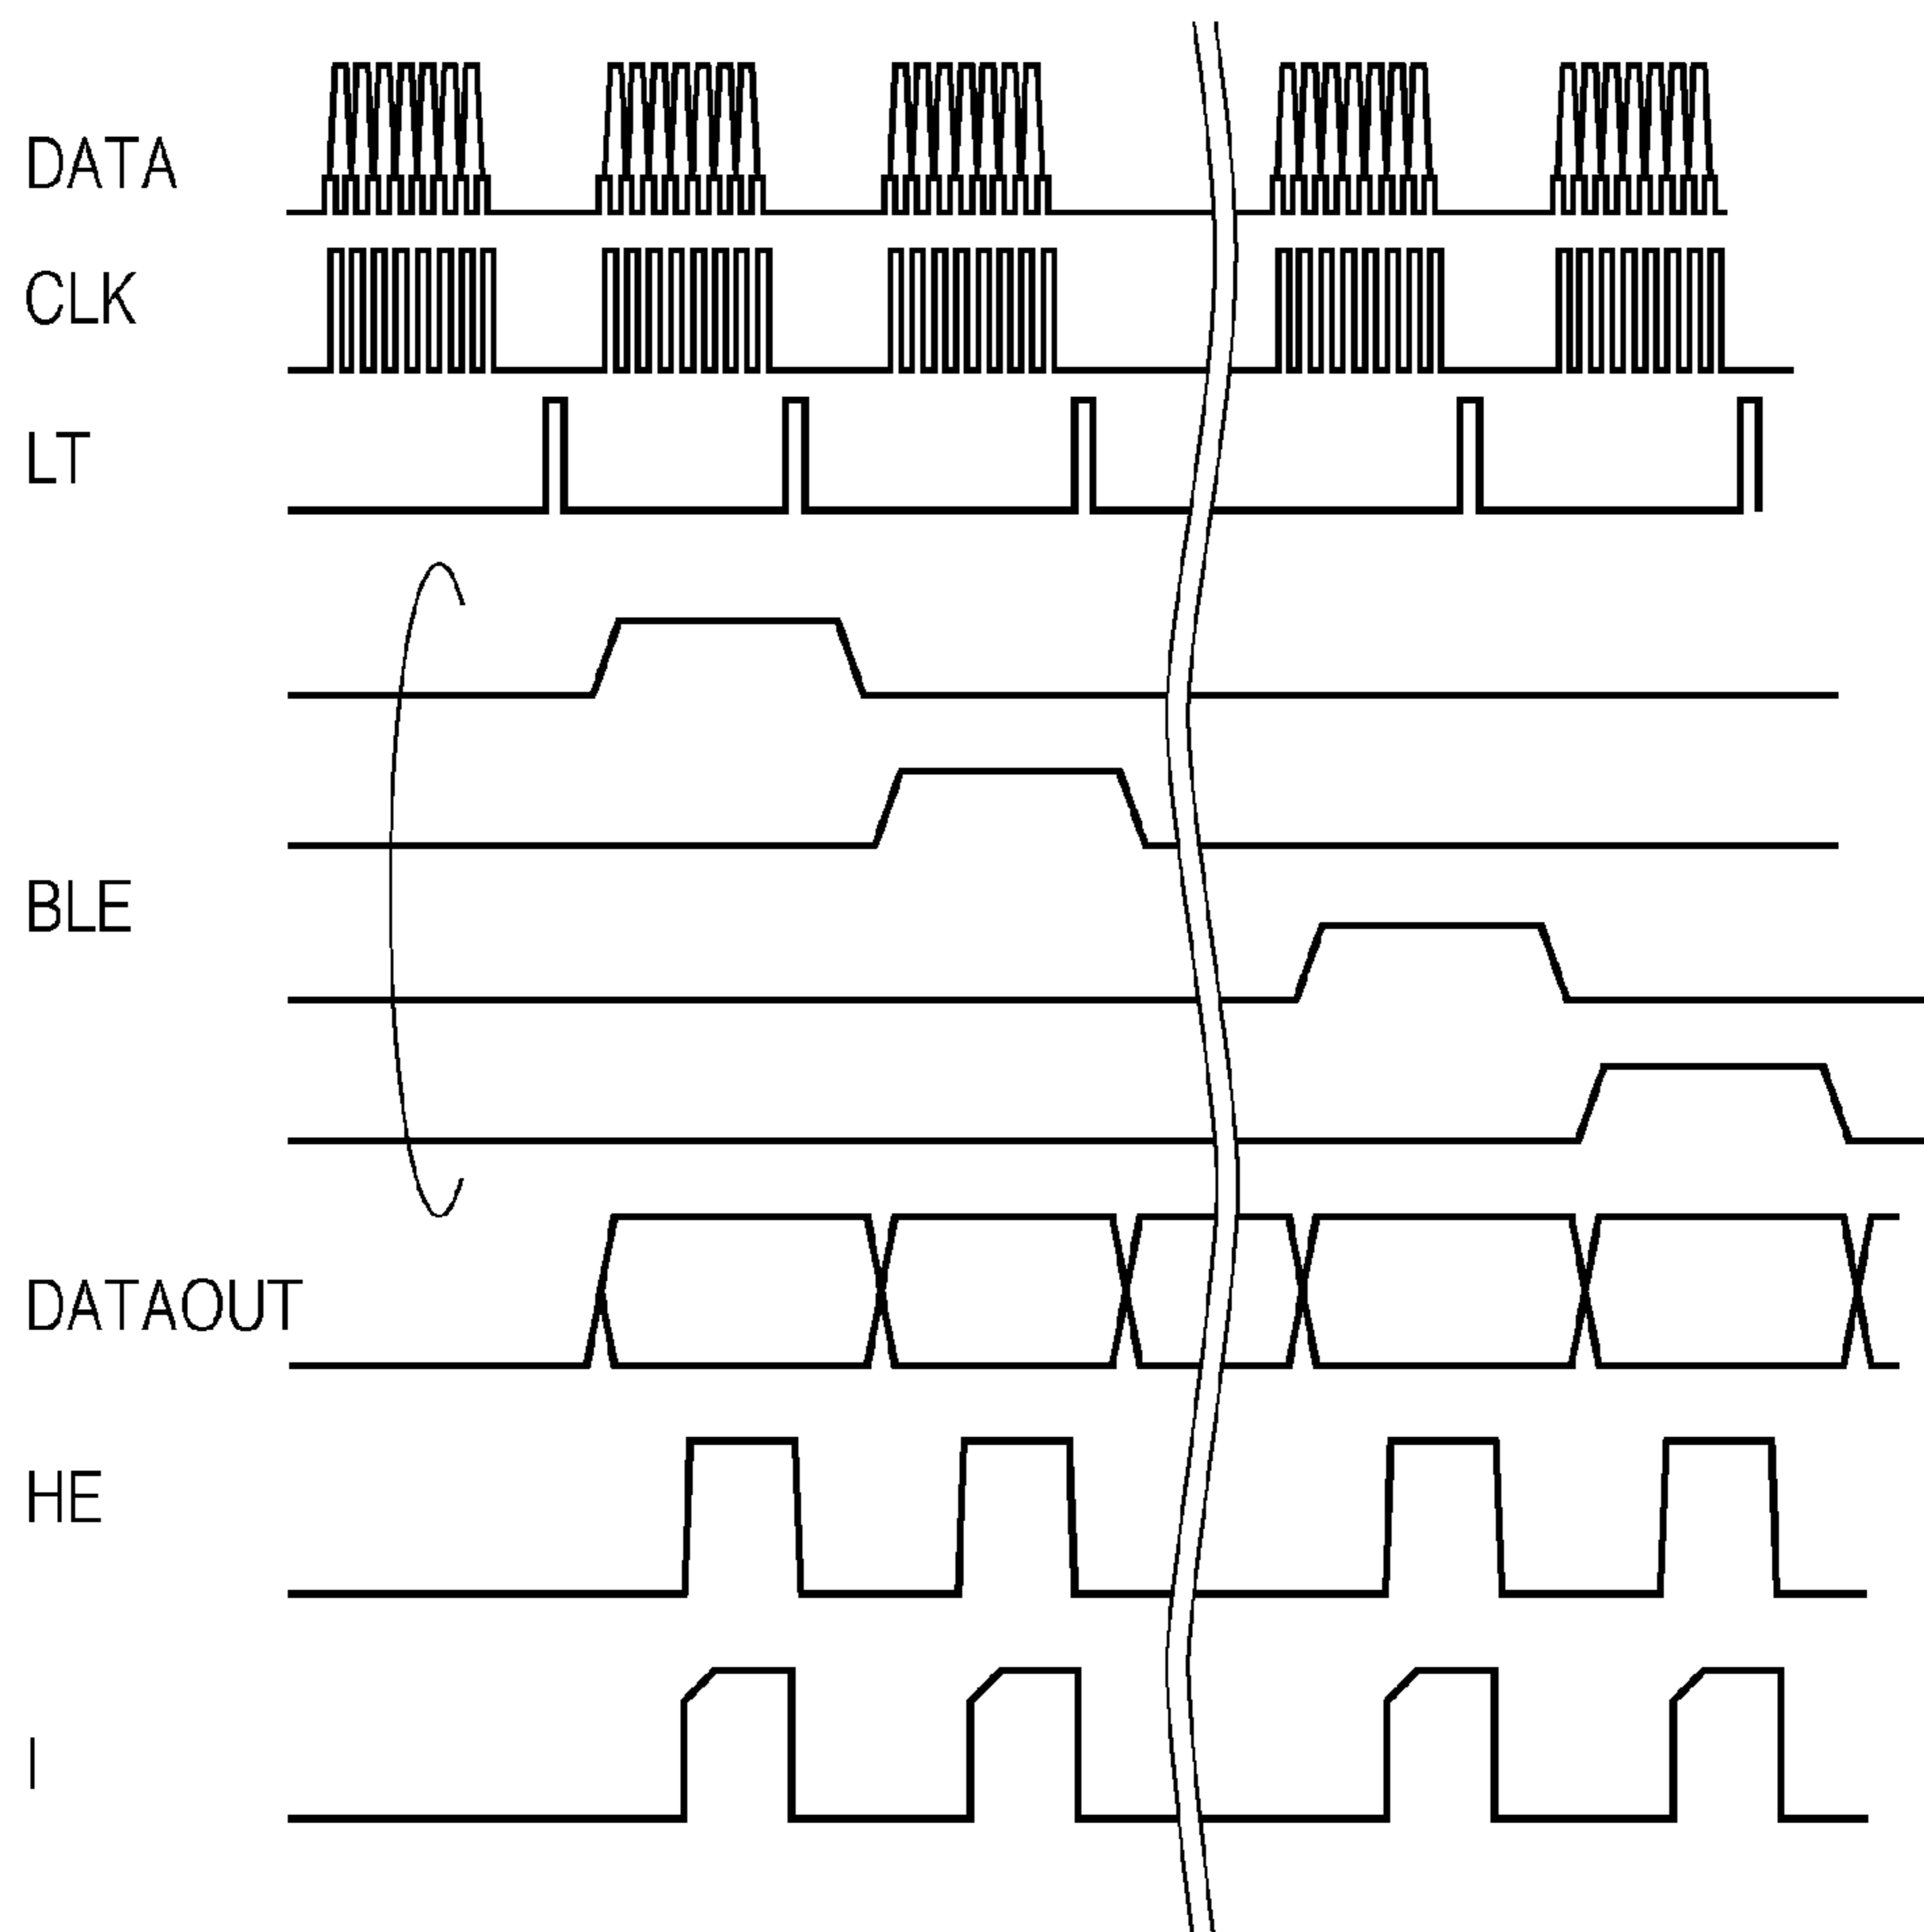 DATA
CLK
LT
BLE
DATAOUT
HE
I